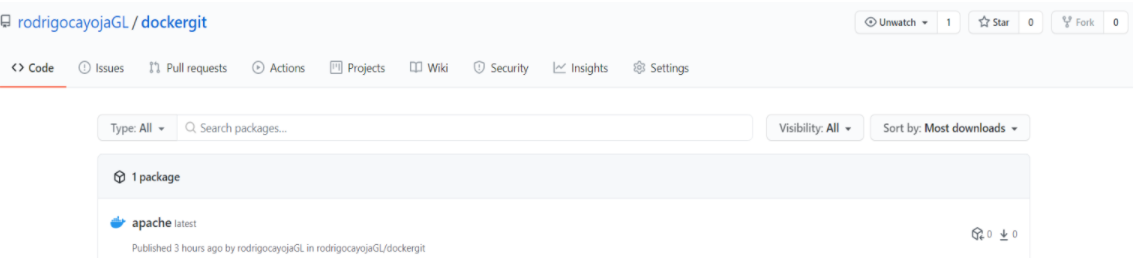 rodrigocayojaGL / dockergit
Unwatch 1 Star 0 Fork 0
<> Code Issues Pull requests Actions Projects Wiki Security Insights Settings
Type: All Search packages... Visibility: All Sort by: Most downloads
1 package
apache latest
0 0
Published 3 hours ago by rodrigocayojaGL in rodrigocayojaGL/dockergit